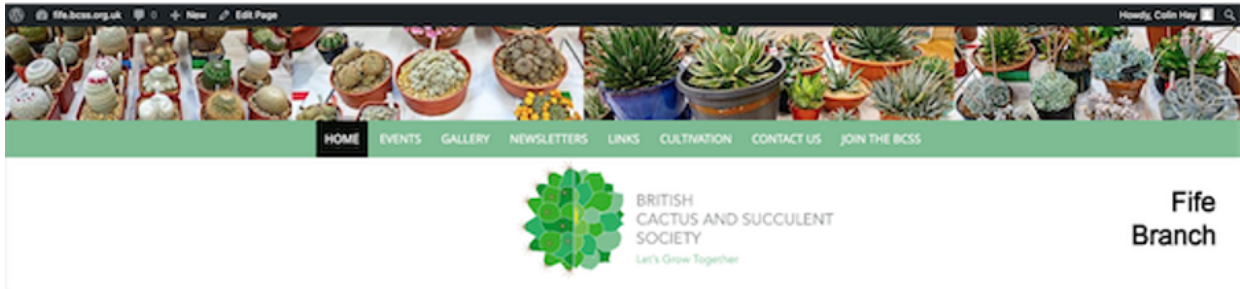 fife.bcss.org.uk 0 + New Edit Page Howdy, Colin Hay
HOME EVENTS GALLERY NEWSLETTERS LINKS CULTIVATION CONTACT US JOIN THE BCSS
BRITISH
CACTUS AND SUCCULENT
SOCIETY
Let's Grow Together
Fife
Branch